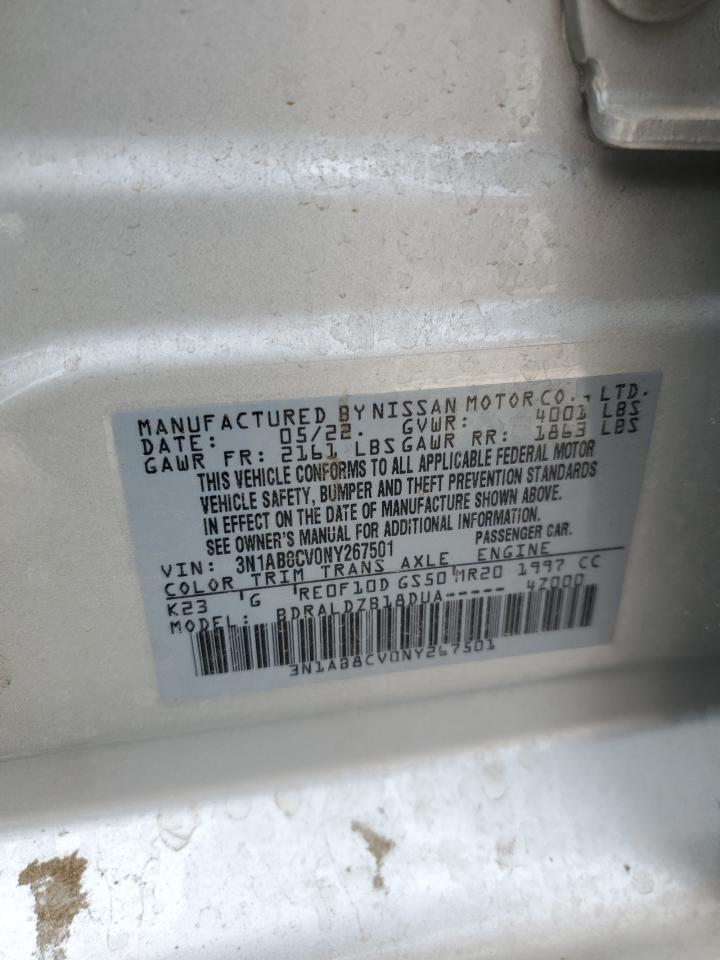 MANUFACTURED BY NISSAN MOTOR CO., LTD.
DATE: 05/22. GVWR: 4001 LBS
GAWR FR: 2161 LBS GAWR RR: 1863 LBS
THIS VEHICLE CONFORMS TO ALL APPLICABLE FEDERAL MOTOR
VEHICLE SAFETY, BUMPER AND THEFT PREVENTION STANDARDS
IN EFFECT ON THE DATE OF MANUFACTURE SHOWN ABOVE.
SEE OWNER'S MANUAL FOR ADDITIONAL INFORMATION.
VIN: 3N1AB8CV0NY267501 PASSENGER CAR.
COLOR TRIM TRANS AXLE ENGINE
K23 G RE0F10D GS50 MR20 1997 CC
MODEL: BDRALDZB18DUA----- 47000
3N1AB8CV0NY267501